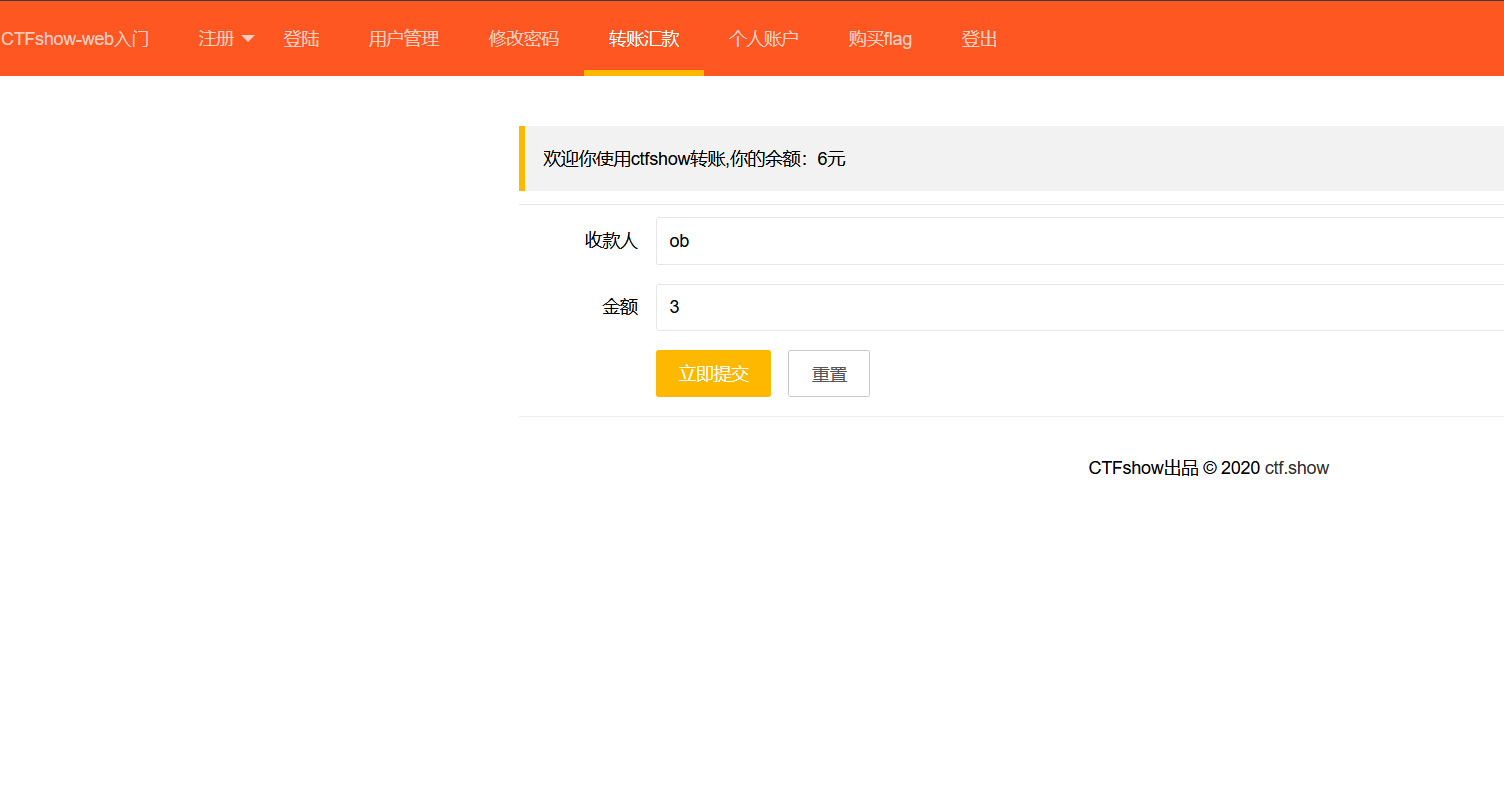 CTFshow-web入门 注册 登陆 用户管理 修改密码 转账汇款 个人账户 购买flag 登出
欢迎你使用ctfshow转账,你的余额：6元
收款人 ob
金额 3
立即提交 重置
CTFshow出品 © 2020 ctf.show